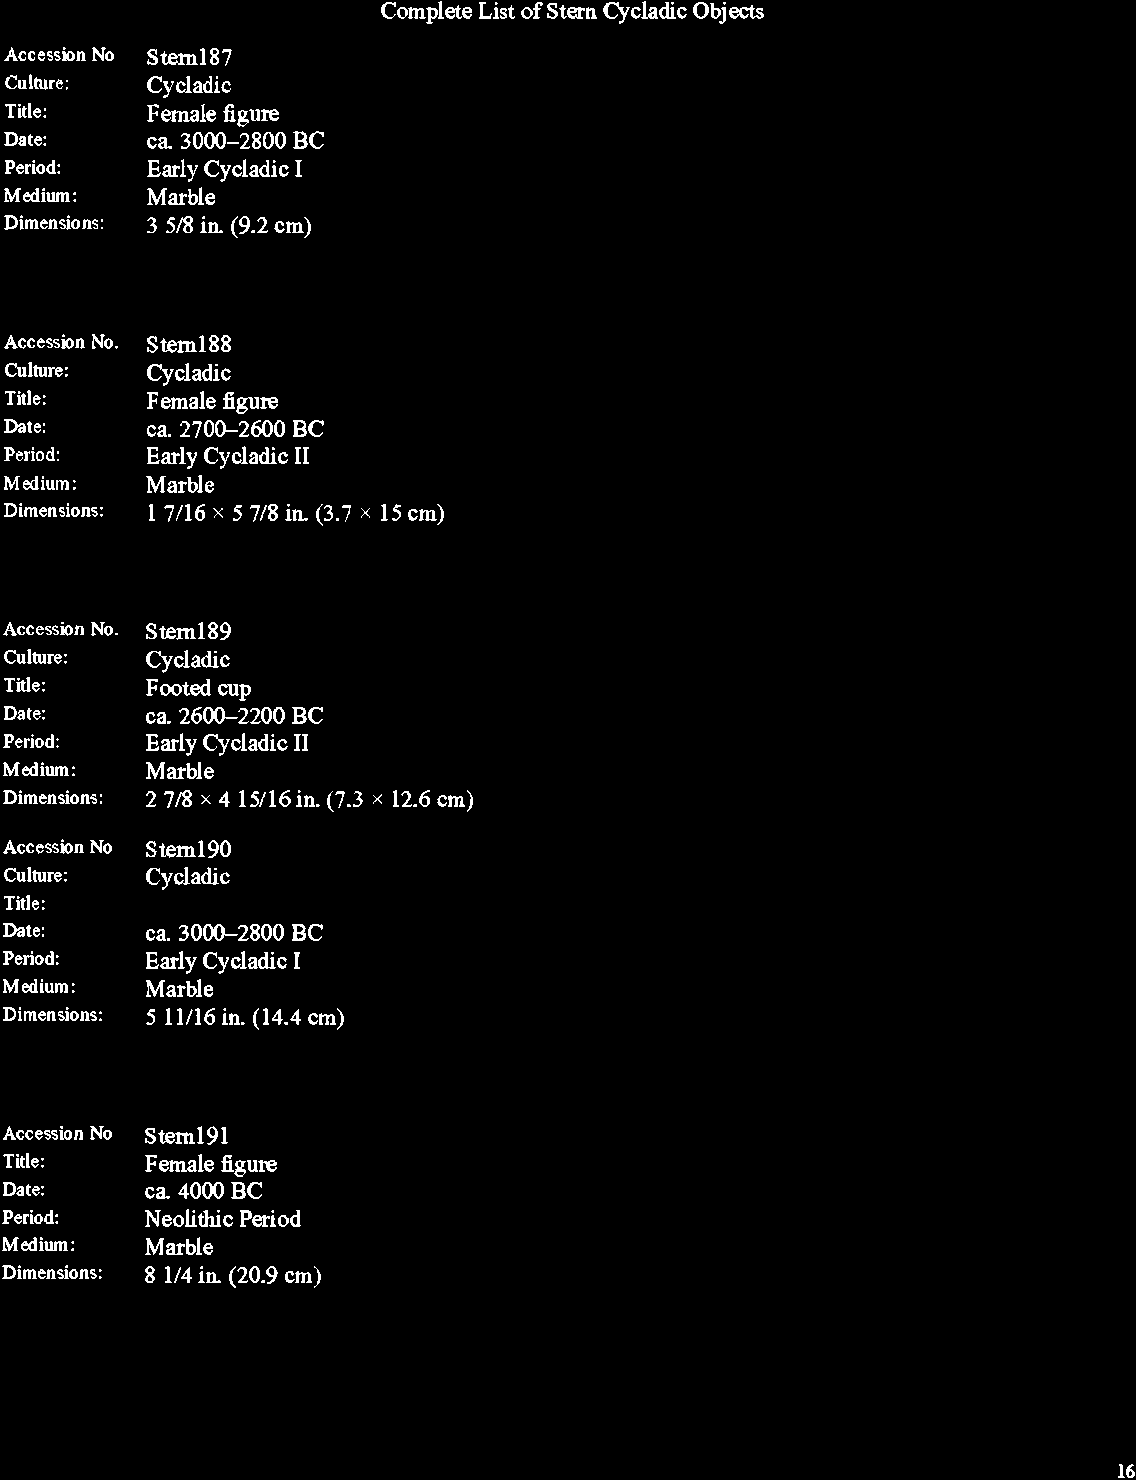 Complete List of Stern Cycladic Objects
Accession No Stern187
Culture: Cycladic
Title: Female figure
Date: ca. 3000–2800 BC
Period: Early Cycladic I
Medium: Marble
Dimensions: 3 5/8 in. (9.2 cm)
Accession No. Stern188
Culture: Cycladic
Title: Female figure
Date: ca. 2700–2600 BC
Period: Early Cycladic II
Medium: Marble
Dimensions: 1 7/16 × 5 7/8 in. (3.7 × 15 cm)
Accession No. Stern189
Culture: Cycladic
Title: Footed cup
Date: ca. 2600–2200 BC
Period: Early Cycladic II
Medium: Marble
Dimensions: 2 7/8 × 4 15/16 in. (7.3 × 12.6 cm)
Accession No Stern190
Culture: Cycladic
Title:
Date: ca. 3000–2800 BC
Period: Early Cycladic I
Medium: Marble
Dimensions: 5 11/16 in. (14.4 cm)
Accession No Stern191
Title: Female figure
Date: ca. 4000 BC
Period: Neolithic Period
Medium: Marble
Dimensions: 8 1/4 in. (20.9 cm)
16